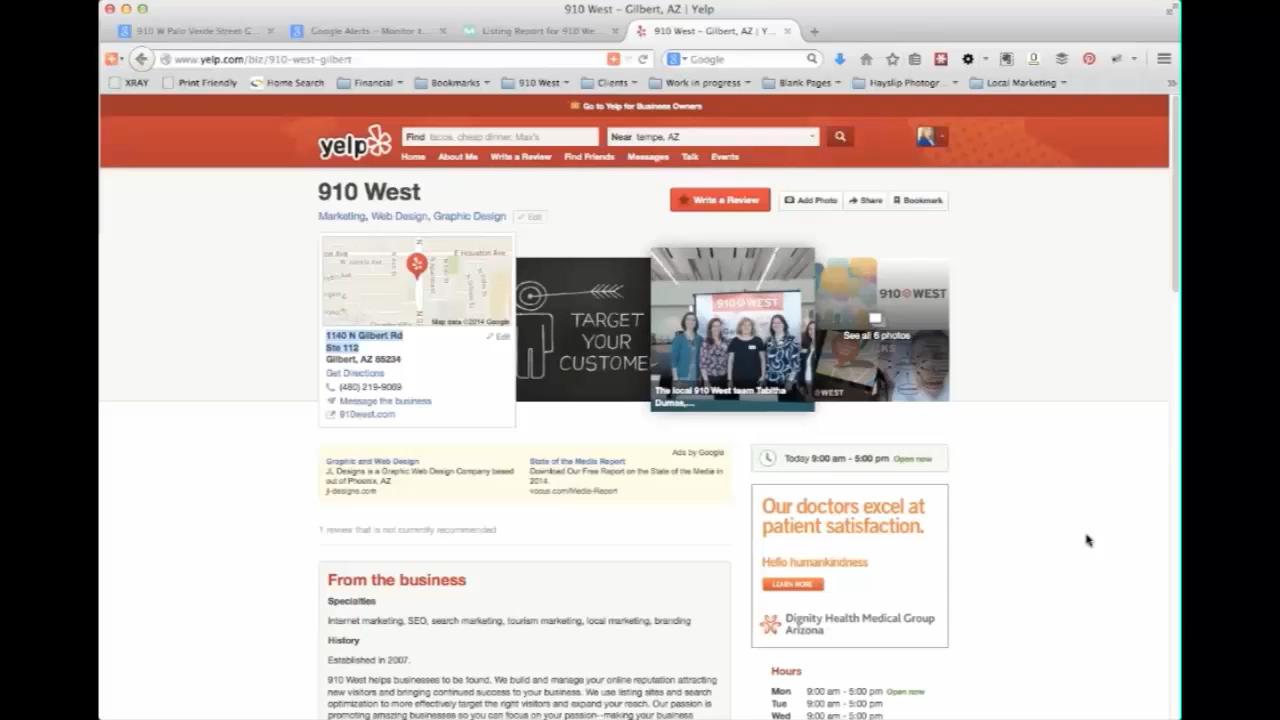 910 West – Gilbert, AZ | Yelp
910 W Palo Verde Street G...
Google Alerts – Monitor t...
Listing Report for 910 We...
910 West – Gilbert, AZ | Y...
www.yelp.com/biz/910-west-gilbert
Google
XRAY
Print Friendly
Home Search
Financial
Bookmarks
910 West
Clients
Work in progress
Blank Pages
Hayslip Photogr...
Local Marketing
Go to Yelp for Business Owners
yelp
Find tacos, cheap dinner, Max's
Near tempe, AZ
Home About Me Write a Review Find Friends Messages Talk Events
910 West
Write a Review
Add Photo
Share
Bookmark
Marketing, Web Design, Graphic Design
Edit
E Houston Ave
Map data ©2014 Google
1140 N Gilbert Rd
Edit
Ste 112
Gilbert, AZ 85234
Get Directions
(480) 219-9069
Message the business
910west.com
TARGET
YOUR
CUSTOME
910 WEST
The local 910 West team Tabitha
Dumas,...
910 WEST
See all 6 photos
WEST
Ads by Google
Graphic and Web Design
JL Designs is a Graphic Web Design Company based
out of Phoenix, AZ
jl-designs.com
State of the Media Report
Download Our Free Report on the State of the Media in
2014.
vocus.com/Media-Report
Today 9:00 am - 5:00 pm Open now
1 review that is not currently recommended
Our doctors excel at
patient satisfaction.
Hello humankindness
LEARN MORE
Dignity Health Medical Group
Arizona
From the business
Specialties
Internet marketing, SEO, search marketing, tourism marketing, local marketing, branding
History
Established in 2007.
910 West helps businesses to be found. We build and manage your online reputation attracting
new visitors and bringing continued success to your business. We use listing sites and search
optimization to more effectively target the right visitors and expand your reach. Our passion is
promoting amazing businesses so you can focus on your passion--making your business
Hours
Mon 9:00 am - 5:00 pm Open now
Tue 9:00 am - 5:00 pm
Wed 9:00 am - 5:00 pm